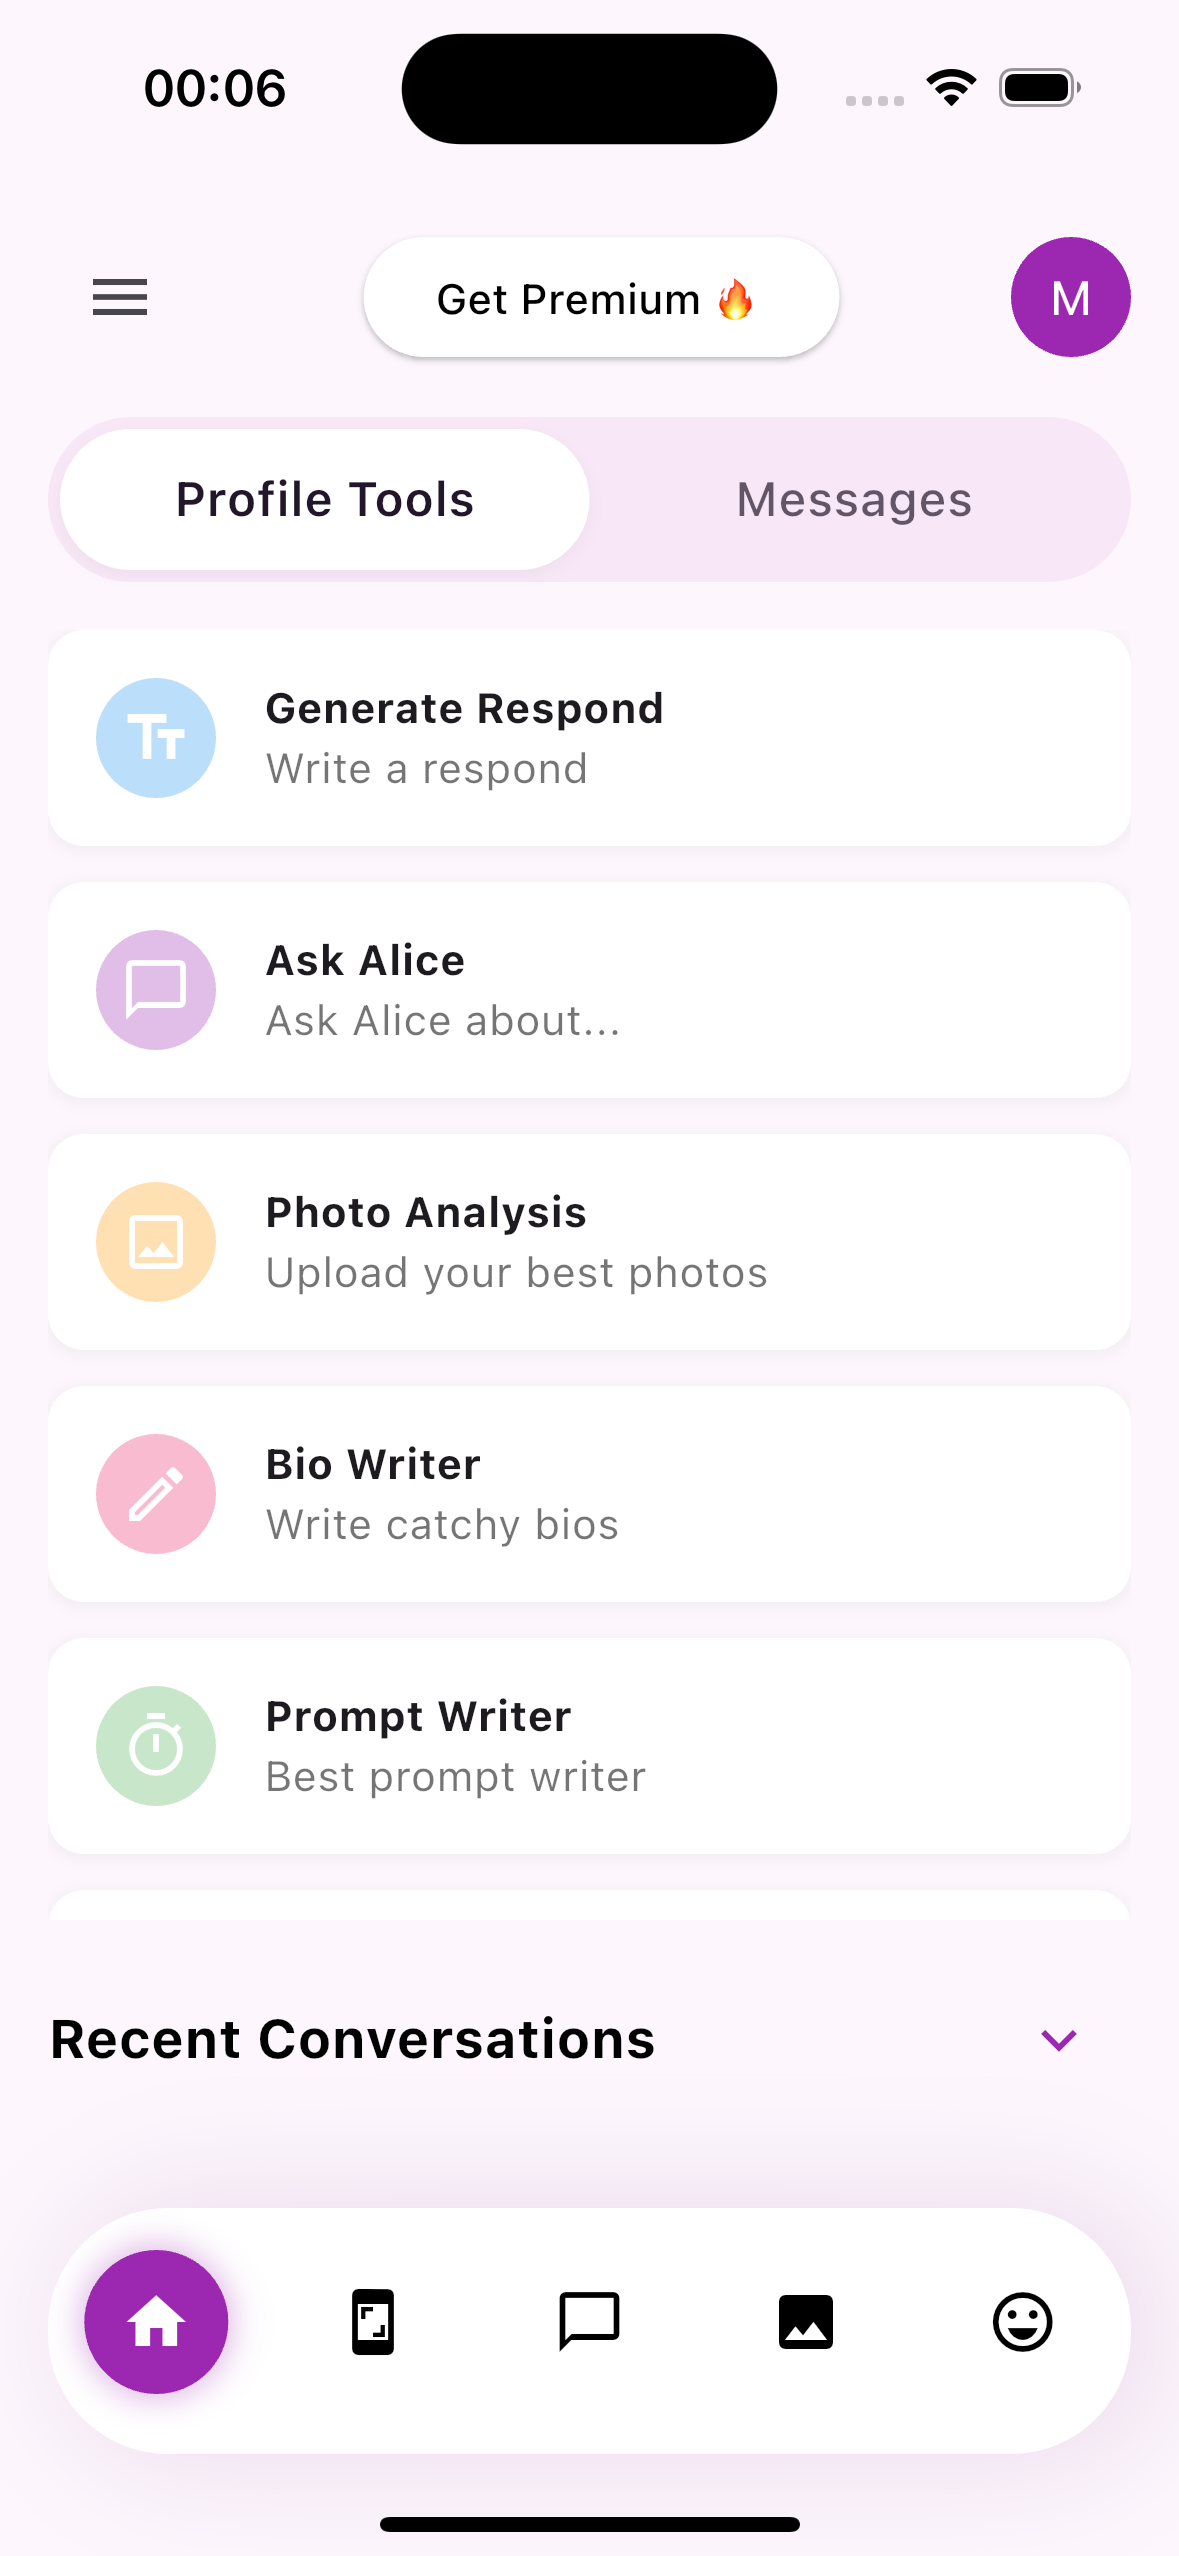 00:06
Get Premium 🔥
M
Profile Tools
Messages
Generate Respond
Write a respond
Ask Alice
Ask Alice about...
Photo Analysis
Upload your best photos
Bio Writer
Write catchy bios
Prompt Writer
Best prompt writer
Recent Conversations